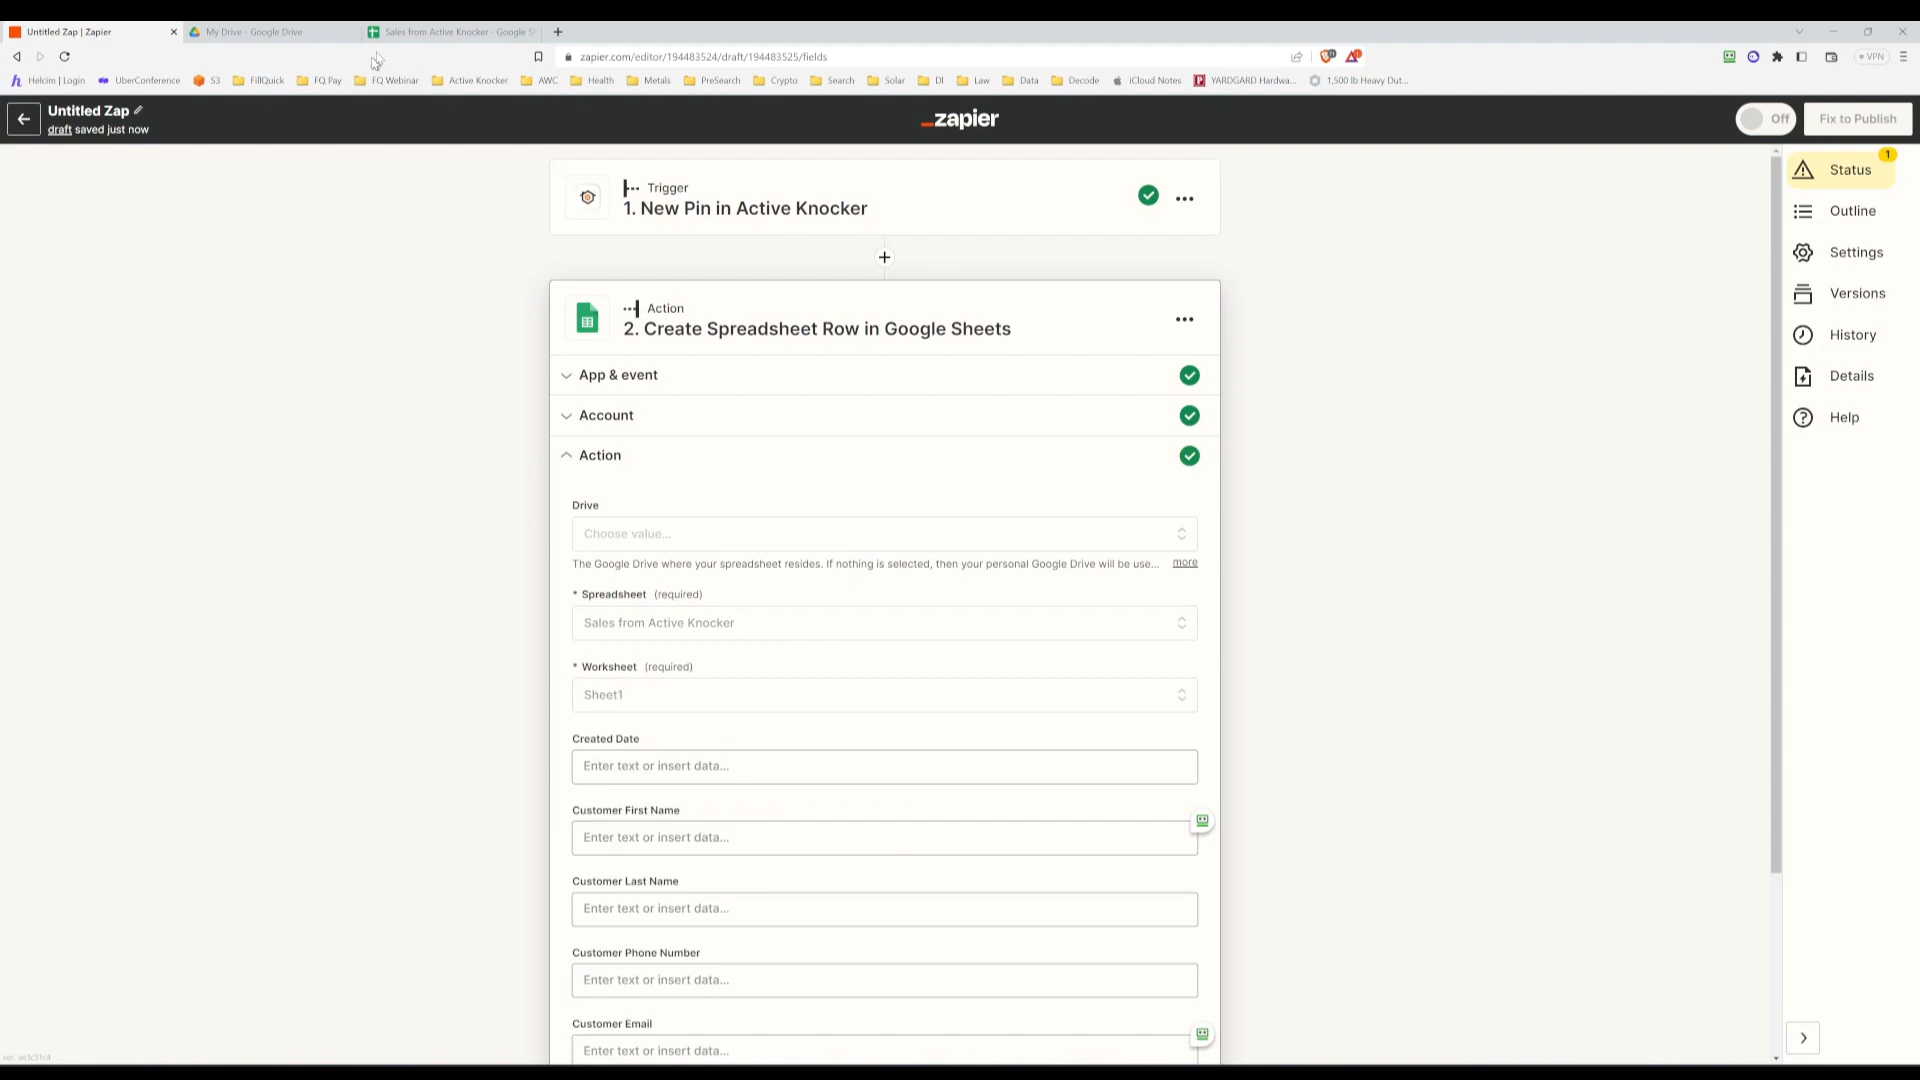 Untitled Zap | Zapier
My Drive - Google Drive
Sales from Active Knocker - Google Sh
zapier.com/editor/194483524/draft/194483525/fields
VPN
Helcim | Login
UberConference
S3
FillQuick
FQ Pay
FQ Webinar
Active Knocker
AWC
Health
Metals
PreSearch
Crypto
Search
Solar
DI
Law
Data
Decode
iCloud Notes
YARDGARD Hardwa...
1,500 lb Heavy Dut...
Untitled Zap
draft saved just now
zapier
Off
Fix to Publish
Trigger
1. New Pin in Active Knocker
Action
2. Create Spreadsheet Row in Google Sheets
App & event
Account
Action
Drive
Choose value...
The Google Drive where your spreadsheet resides. If nothing is selected, then your personal Google Drive will be use... more
* Spreadsheet (required)
Sales from Active Knocker
* Worksheet (required)
Sheet1
Created Date
Enter text or insert data...
Customer First Name
Enter text or insert data...
Customer Last Name
Enter text or insert data...
Customer Phone Number
Enter text or insert data...
Customer Email
Enter text or insert data...
1
Status
Outline
Settings
Versions
History
Details
Help
ver. ae3c31c4